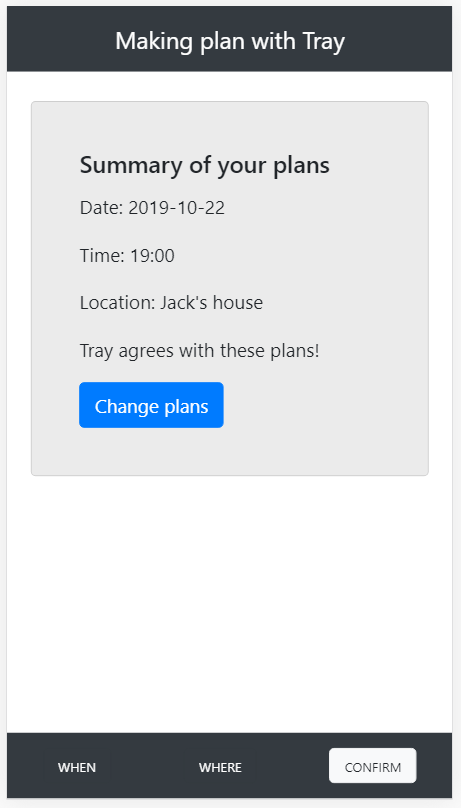 Making plan with Tray
Summary of your plans
Date: 2019-10-22
Time: 19:00
Location: Jack's house
Tray agrees with these plans!
Change plans
WHEN
WHERE
CONFIRM